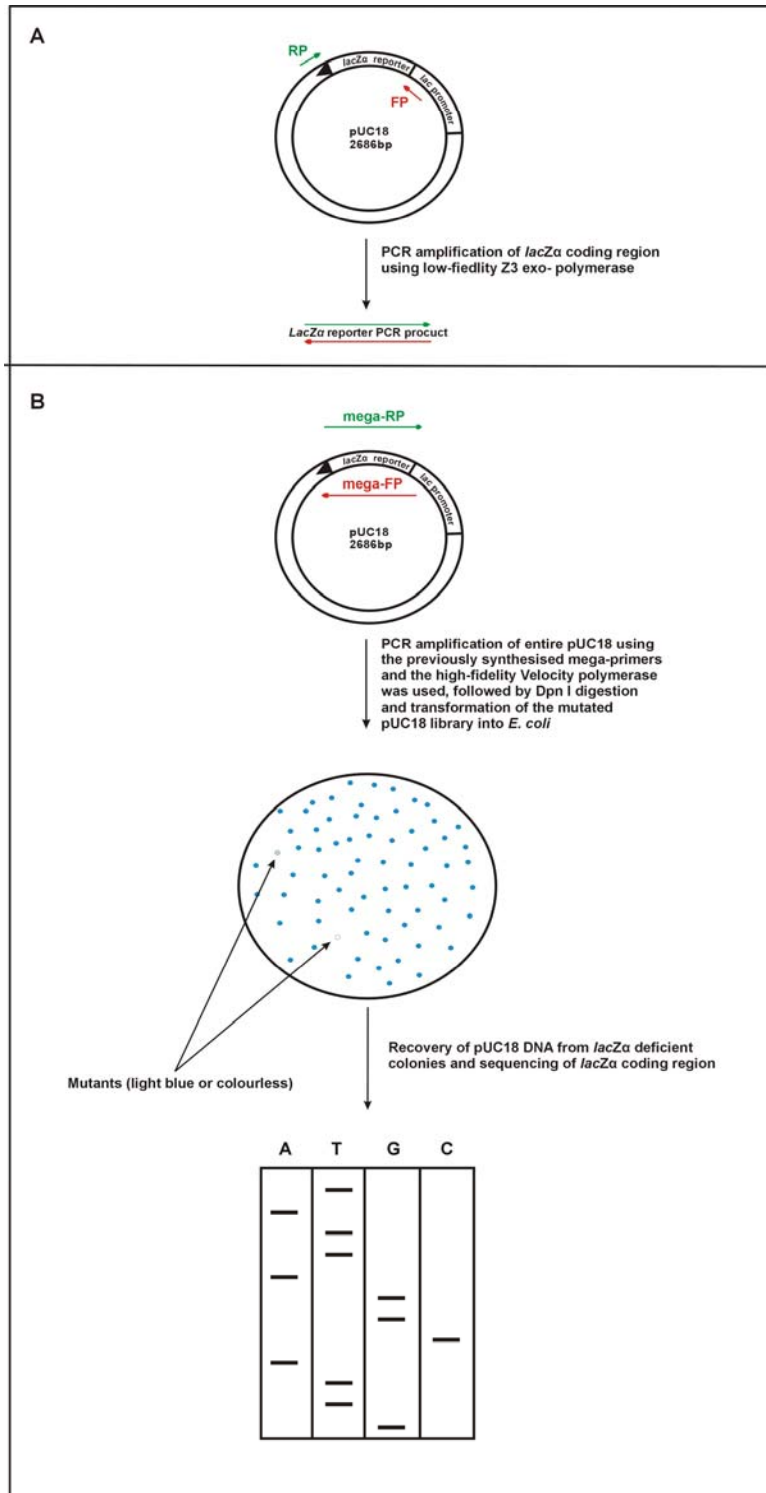 A
RP
lacZα reporter
lac promoter
FP
pUC18
2686bp
PCR amplification of lacZα coding region
using low-fiedlity Z3 exo- polymerase
LacZα reporter PCR procuct
B
mega-RP
lacZα reporter
lac promoter
mega-FP
pUC18
2686bp
PCR amplification of entire pUC18 using
the previously synthesised mega-primers
and the high-fidelity Velocity polymerase
was used, followed by Dpn I digestion
and transformation of the mutated
pUC18 library into E. coli
Recovery of pUC18 DNA from lacZα deficient
colonies and sequencing of lacZα coding region
Mutants (light blue or colourless)
A T G C